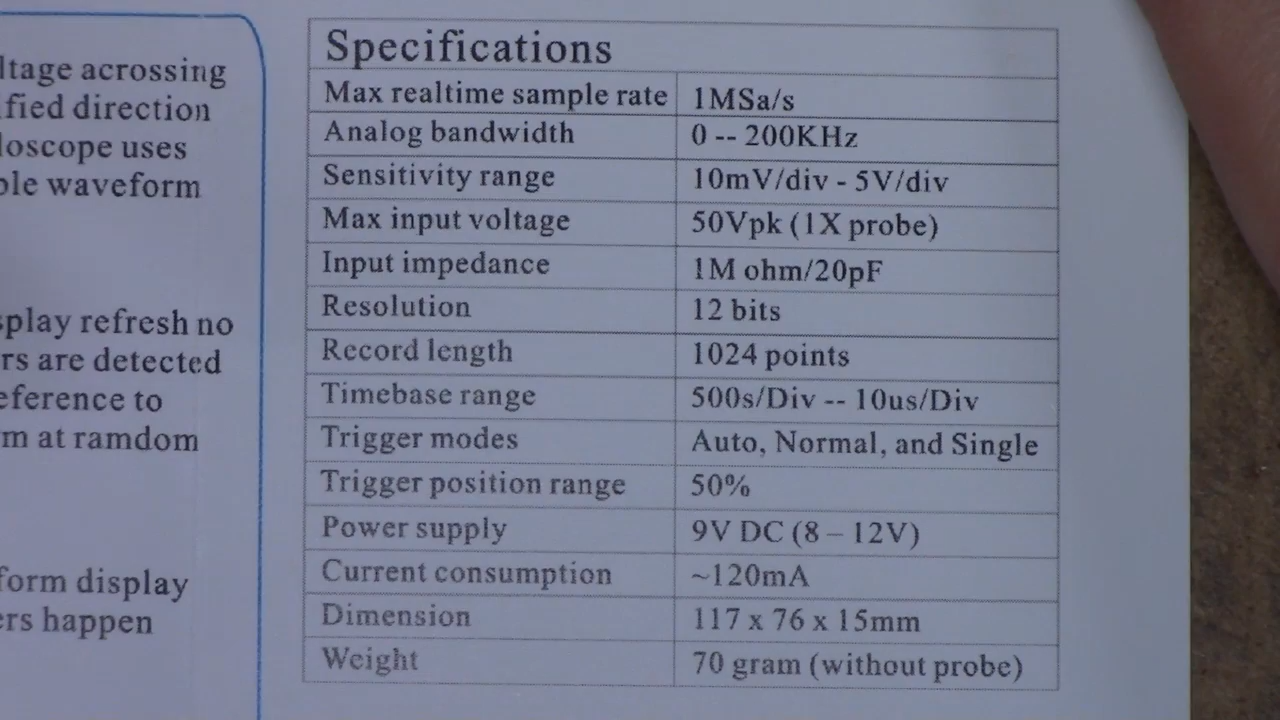 ltage acrossing
fied direction
loscope uses
ble waveform
splay refresh no
rs are detected
eference to
m at ramdom
form display
ers happen
Specifications
Max realtime sample rate 1MSa/s
Analog bandwidth 0 -- 200KHz
Sensitivity range 10mV/div - 5V/div
Max input voltage 50Vpk (1X probe)
Input impedance 1M ohm/20pF
Resolution 12 bits
Record length 1024 points
Timebase range 500s/Div -- 10us/Div
Trigger modes Auto, Normal, and Single
Trigger position range 50%
Power supply 9V DC (8 – 12V)
Current consumption ~120mA
Dimension 117 x 76 x 15mm
Weight 70 gram (without probe)